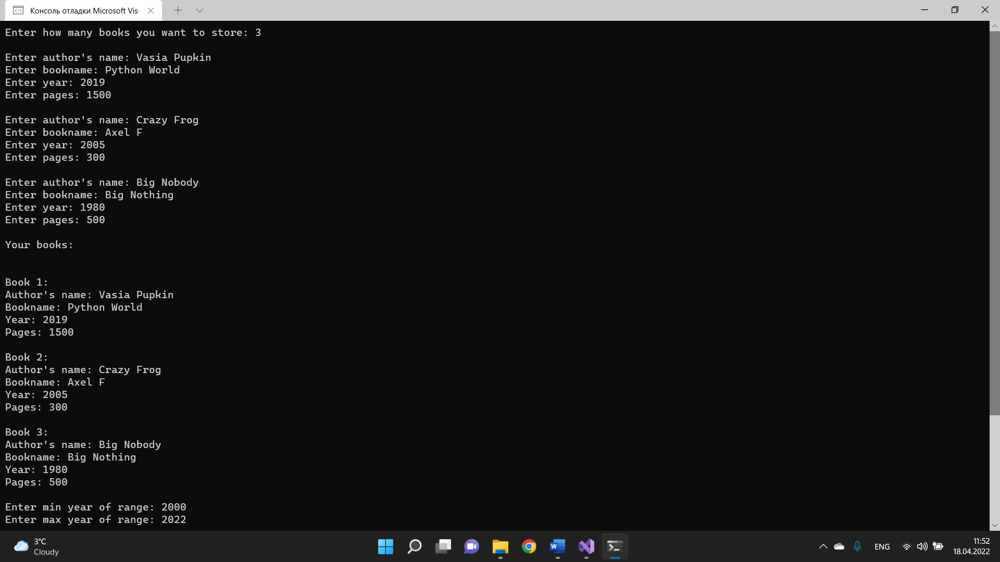 Консоль отладки Microsoft Vis
Enter how many books you want to store: 3
Enter author's name: Vasia Pupkin
Enter bookname: Python World
Enter year: 2019
Enter pages: 1500
Enter author's name: Crazy Frog
Enter bookname: Axel F
Enter year: 2005
Enter pages: 300
Enter author's name: Big Nobody
Enter bookname: Big Nothing
Enter year: 1980
Enter pages: 500
Your books:
Book 1:
Author's name: Vasia Pupkin
Bookname: Python World
Year: 2019
Pages: 1500
Book 2:
Author's name: Crazy Frog
Bookname: Axel F
Year: 2005
Pages: 300
Book 3:
Author's name: Big Nobody
Bookname: Big Nothing
Year: 1980
Pages: 500
Enter min year of range: 2000
Enter max year of range: 2022
3°C
Cloudy
ENG
11:52
18.04.2022